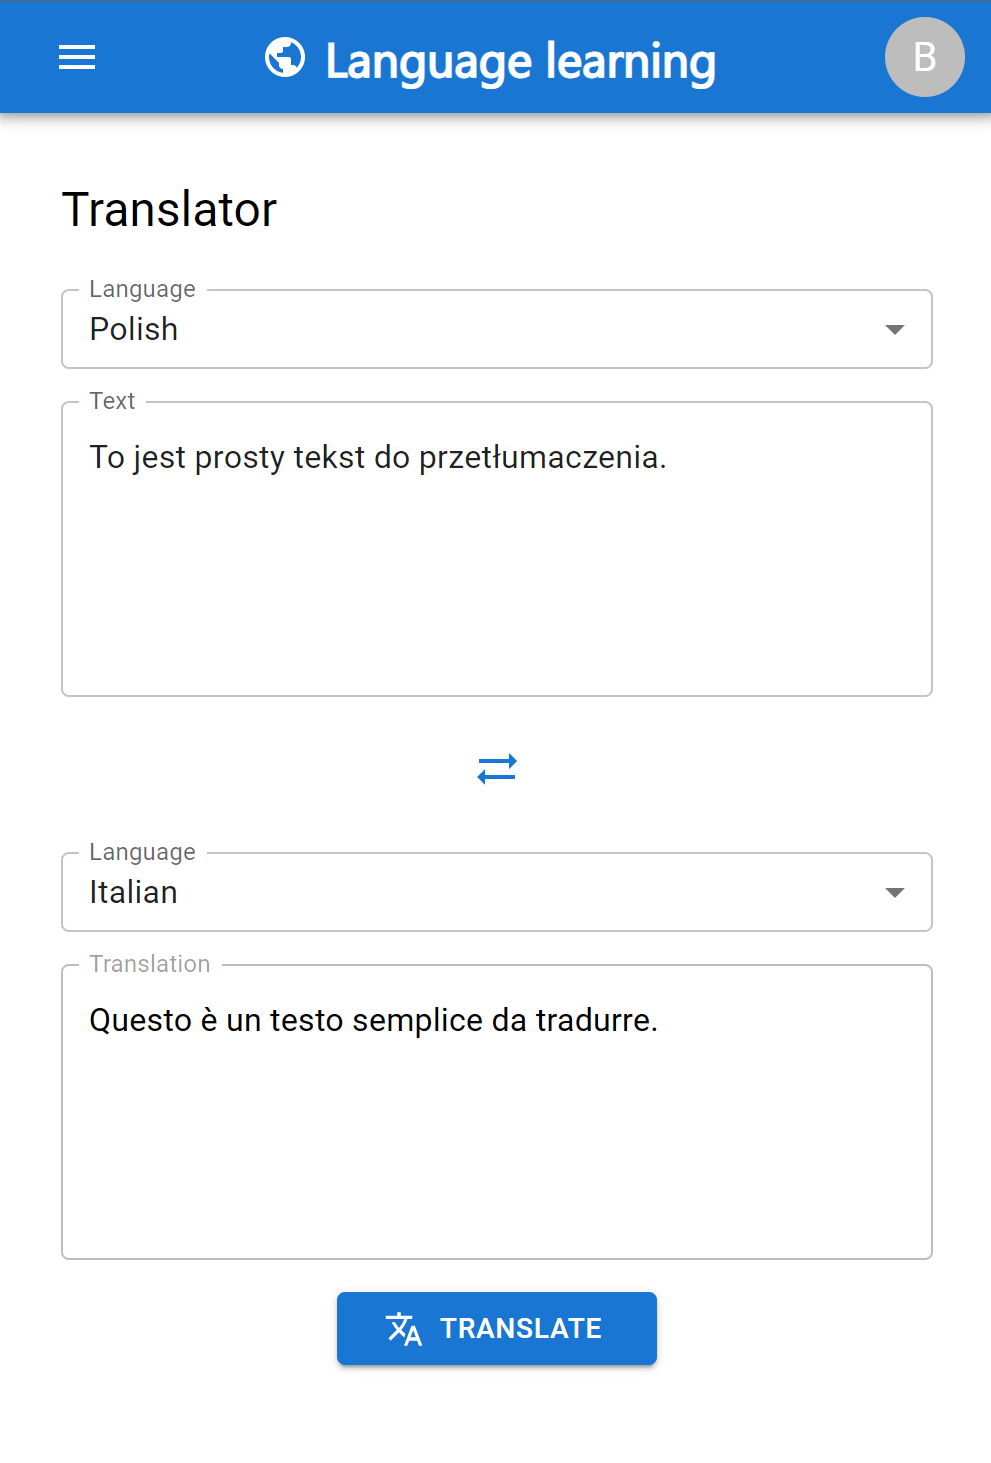 Language learning
B
Translator
Language
Polish
Text
To jest prosty tekst do przetłumaczenia.
Language
Italian
Translation
Questo è un testo semplice da tradurre.
TRANSLATE